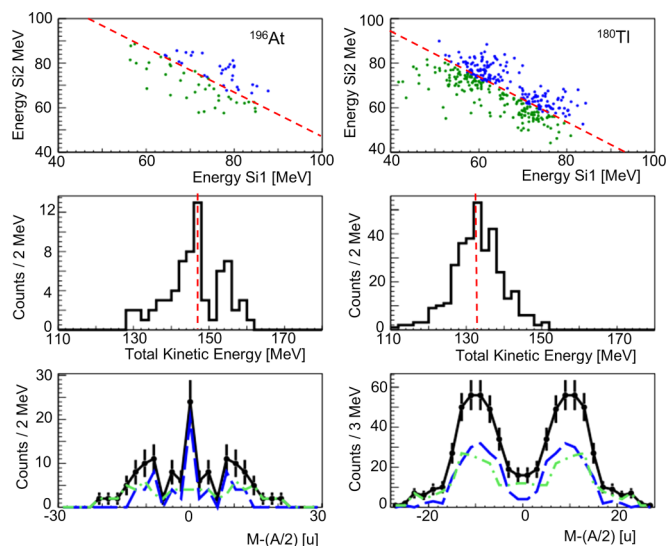 ¹⁹⁶At
Energy Si2 MeV
100
80
60
40
40 60 80 100
Energy Si1 [MeV]
¹⁸⁰Tl
Energy Si2 MeV
100
80
60
40
40 60 80 100
Energy Si1 [MeV]
Counts / 2 MeV
12
9
6
3
0
110 130 150 170
Total Kinetic Energy [MeV]
Counts / 2 MeV
40
20
0
110 130 150 170
Total Kinetic Energy [MeV]
Counts / 2 MeV
30
20
10
0
-30 0 30
M-(A/2) [u]
Counts / 3 MeV
60
40
20
0
-20 0 20
M-(A/2) [u]